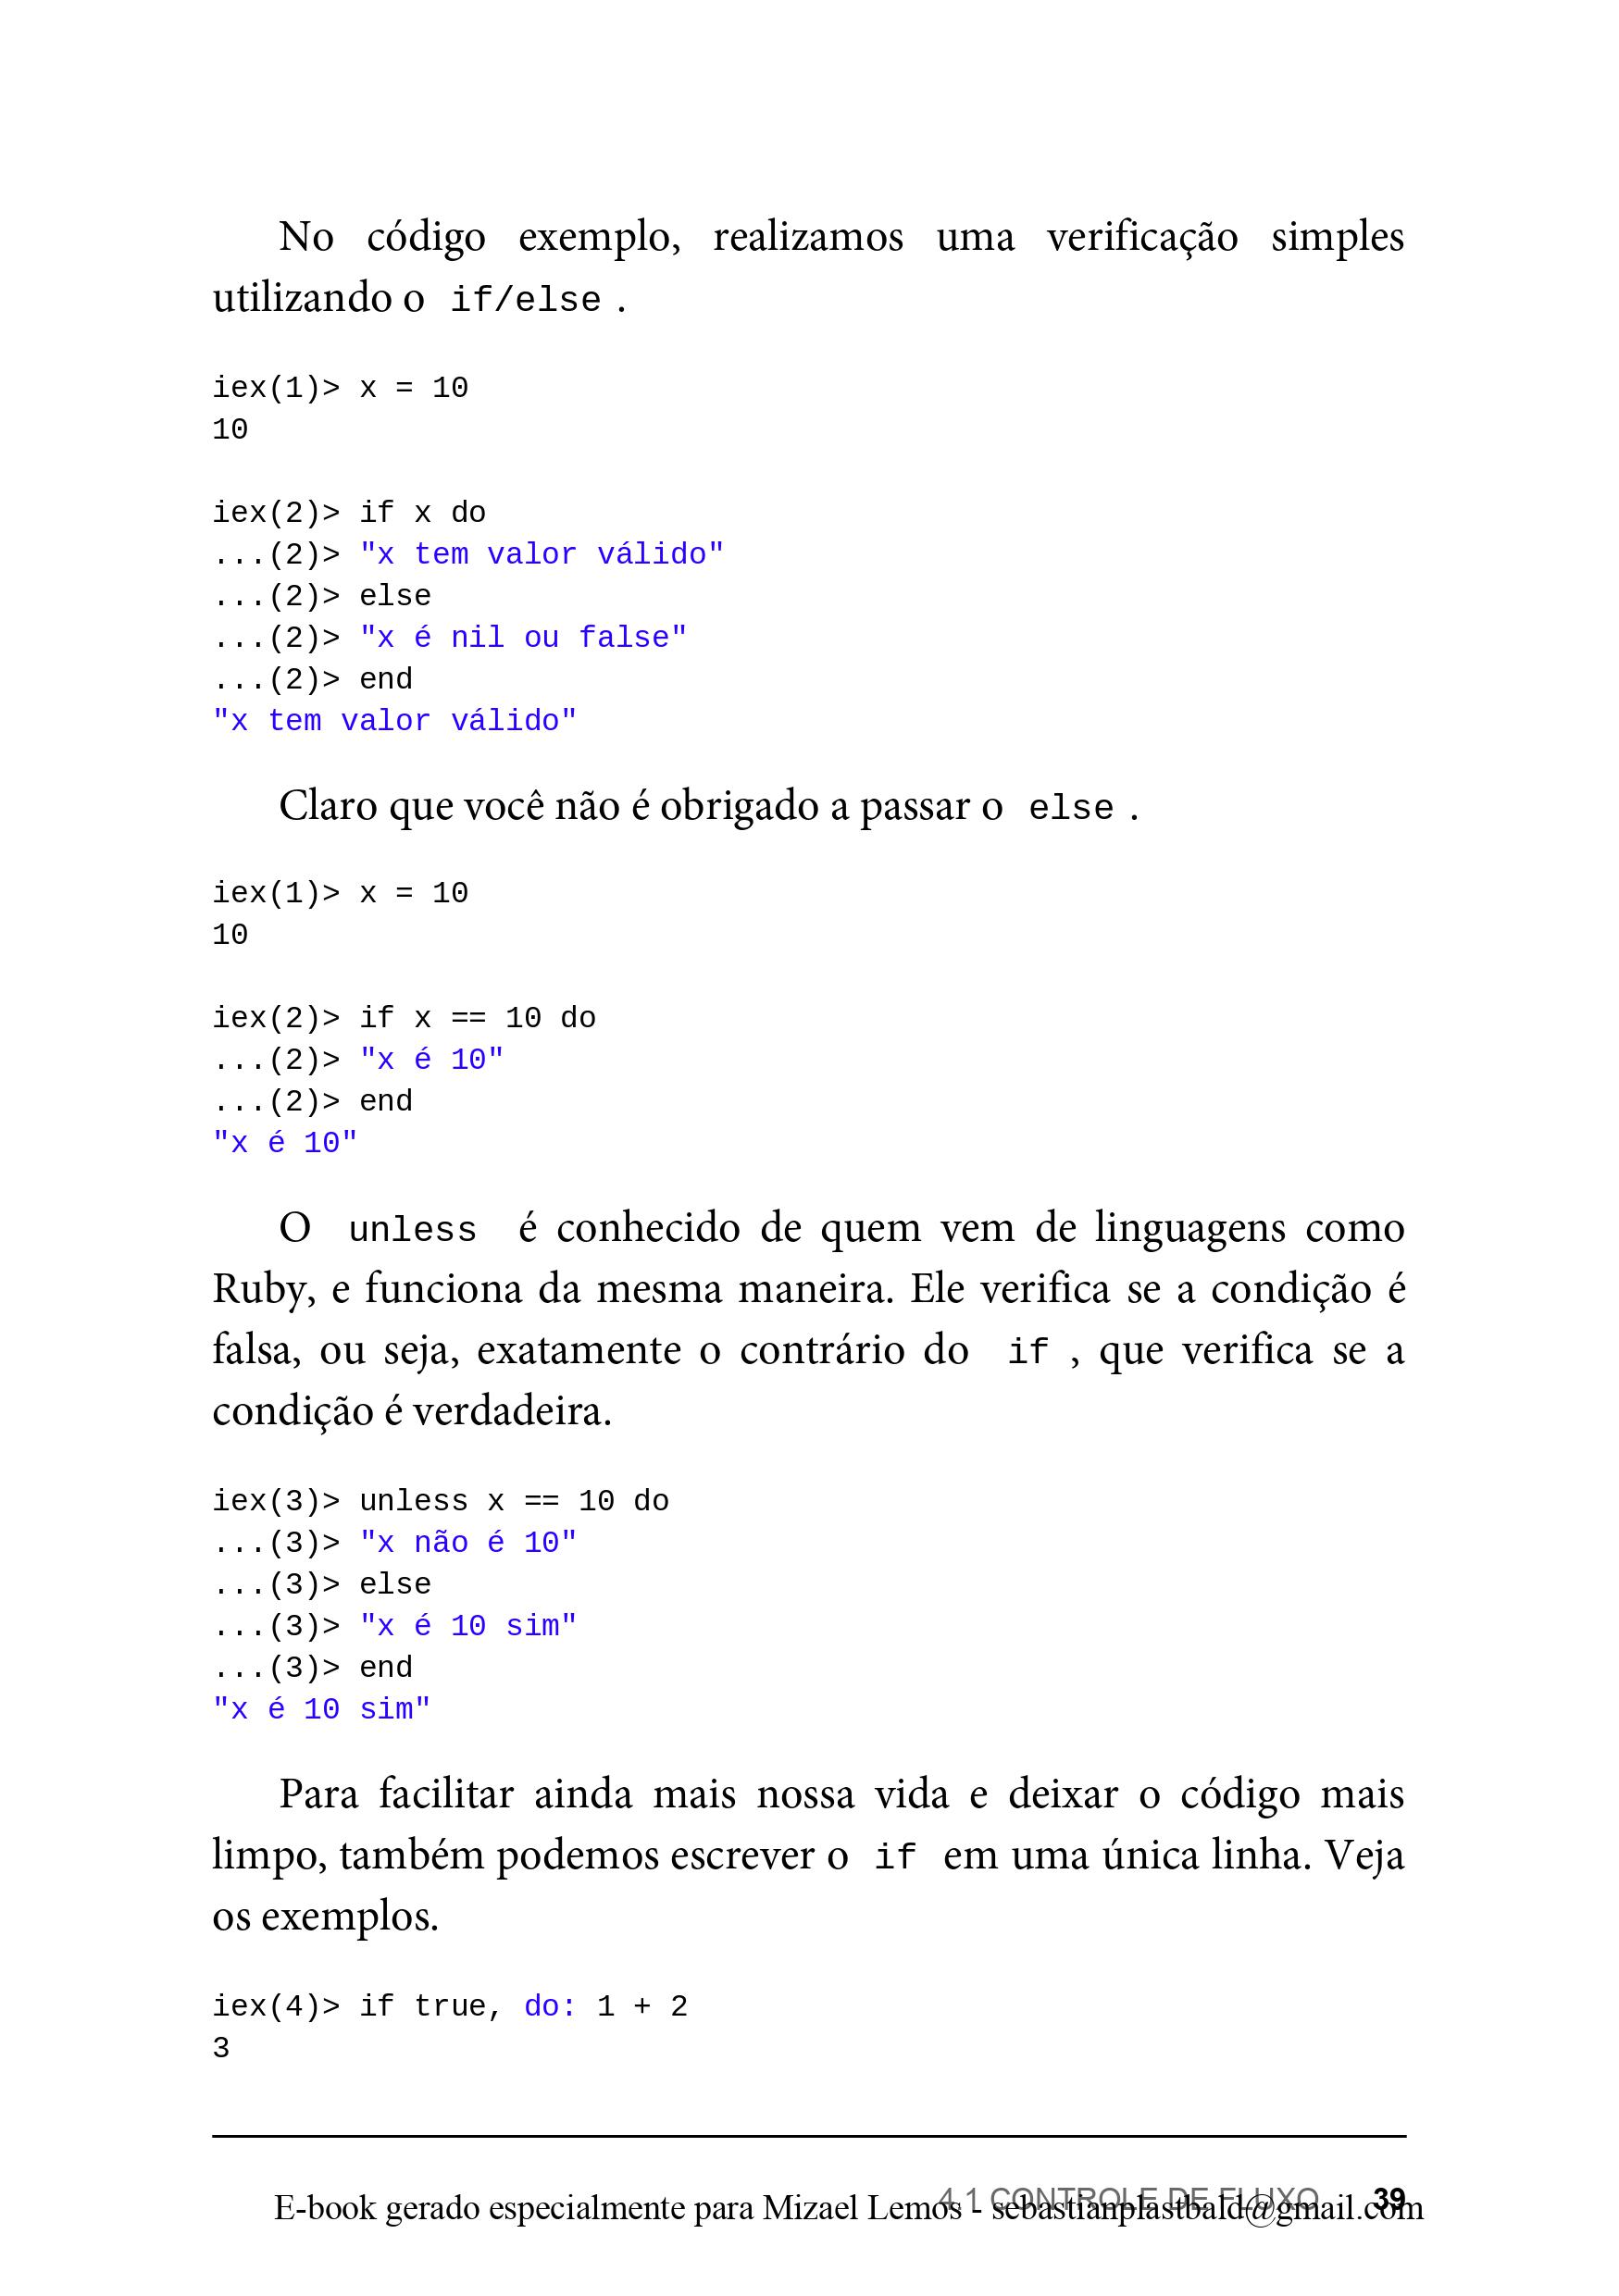 No código exemplo, realizamos uma verificação simples
utilizando o if/else .
iex(1)> x = 10
10
iex(2)> if x do
...(2)> "x tem valor válido"
...(2)> else
...(2)> "x é nil ou false"
...(2)> end
"x tem valor válido"
Claro que você não é obrigado a passar o else .
iex(1)> x = 10
10
iex(2)> if x == 10 do
...(2)> "x é 10"
...(2)> end
"x é 10"
O unless é conhecido de quem vem de linguagens como
Ruby, e funciona da mesma maneira. Ele verifica se a condição é
falsa, ou seja, exatamente o contrário do if , que verifica se a
condição é verdadeira.
iex(3)> unless x == 10 do
...(3)> "x não é 10"
...(3)> else
...(3)> "x é 10 sim"
...(3)> end
"x é 10 sim"
Para facilitar ainda mais nossa vida e deixar o código mais
limpo, também podemos escrever o if em uma única linha. Veja
os exemplos.
iex(4)> if true, do: 1 + 2
3
4.1 CONTROLE DE FLUXO 39
E-book gerado especialmente para Mizael Lemos - sebastianplastbald@gmail.com